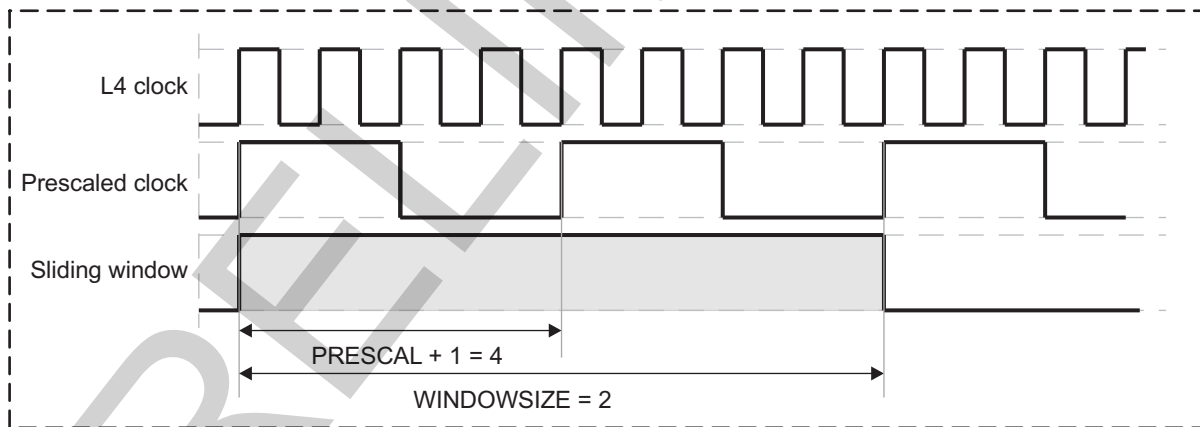 L4 clock
Prescaled clock
Sliding window
PRESCAL + 1 = 4
WINDOWSIZE = 2